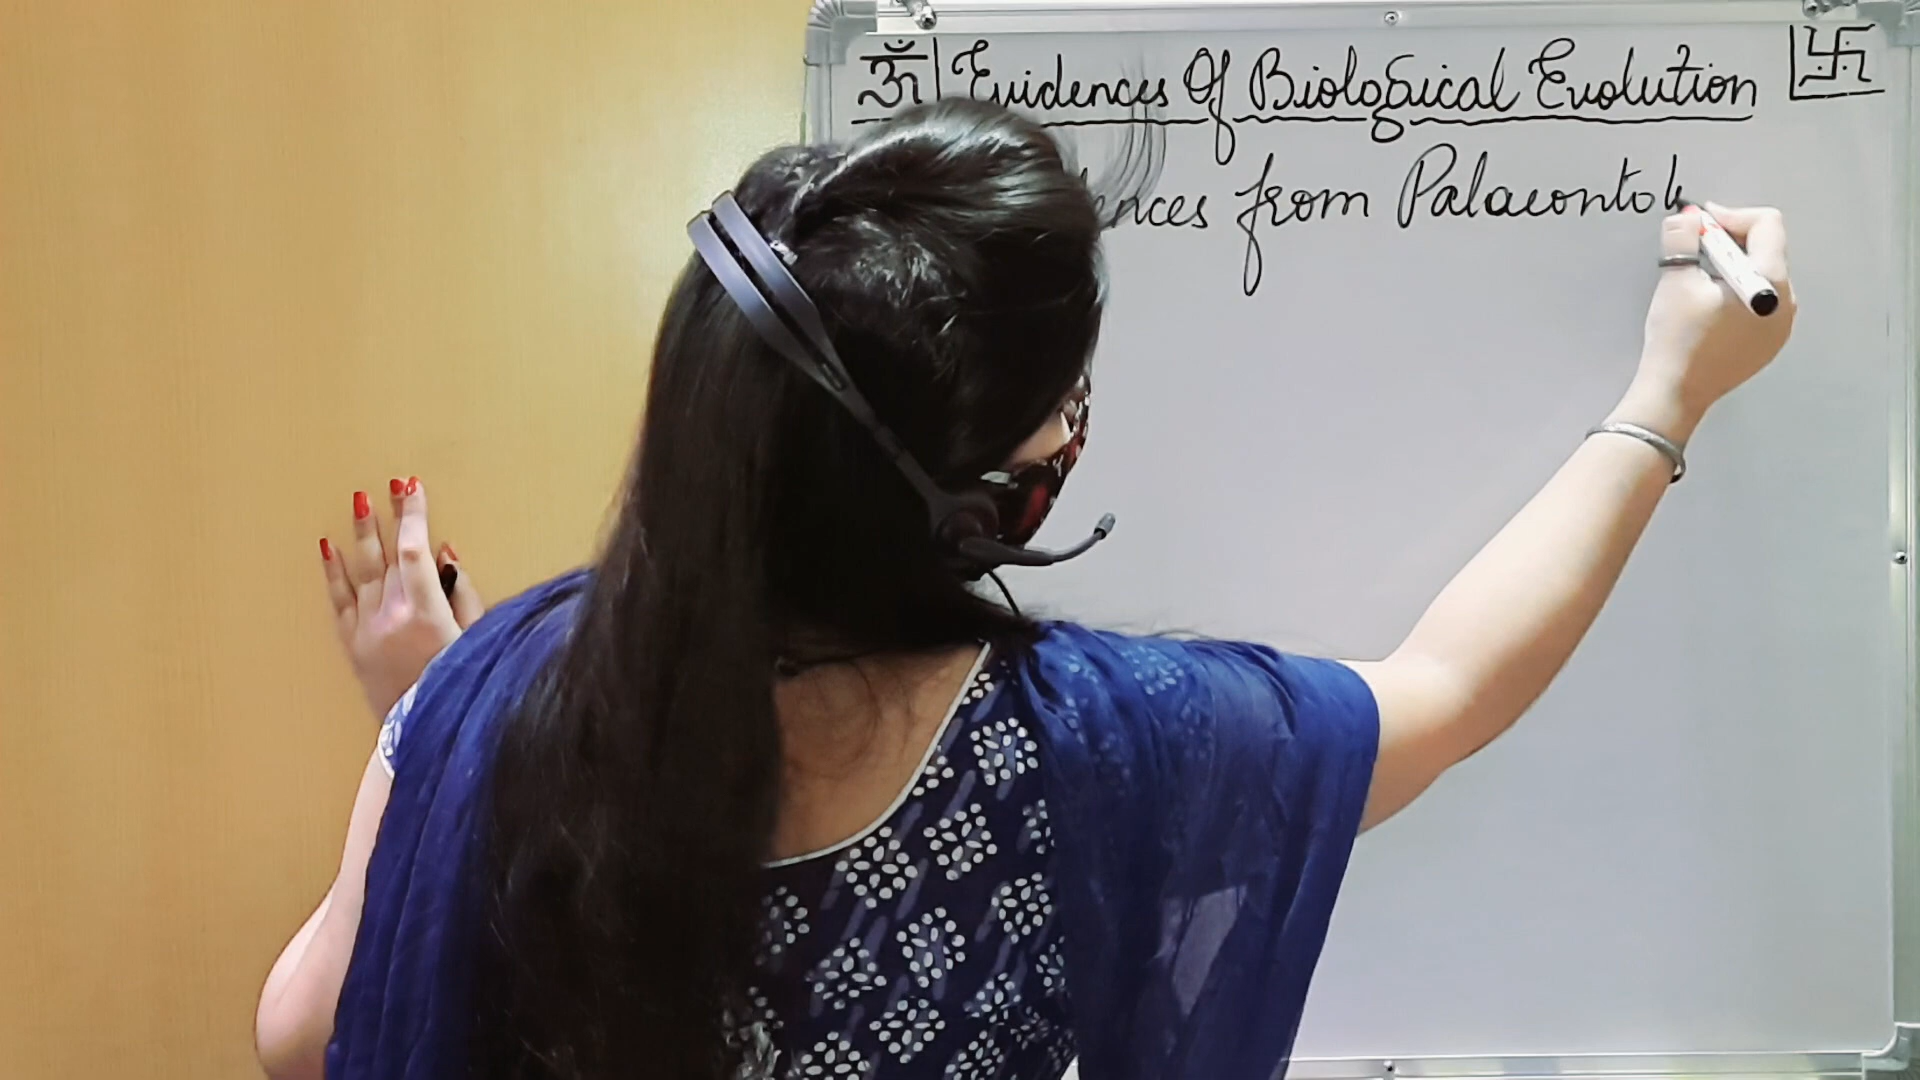 ॐ Evidences Of Biological Evolution 卐
ences from Palaeontol